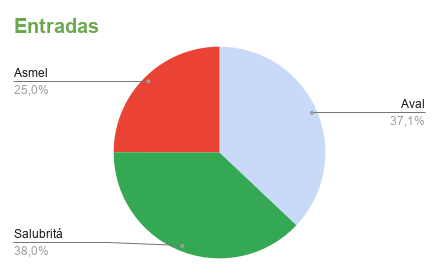 Entradas
Asmel
25,0%
Aval
37,1%
Salubritá
38,0%